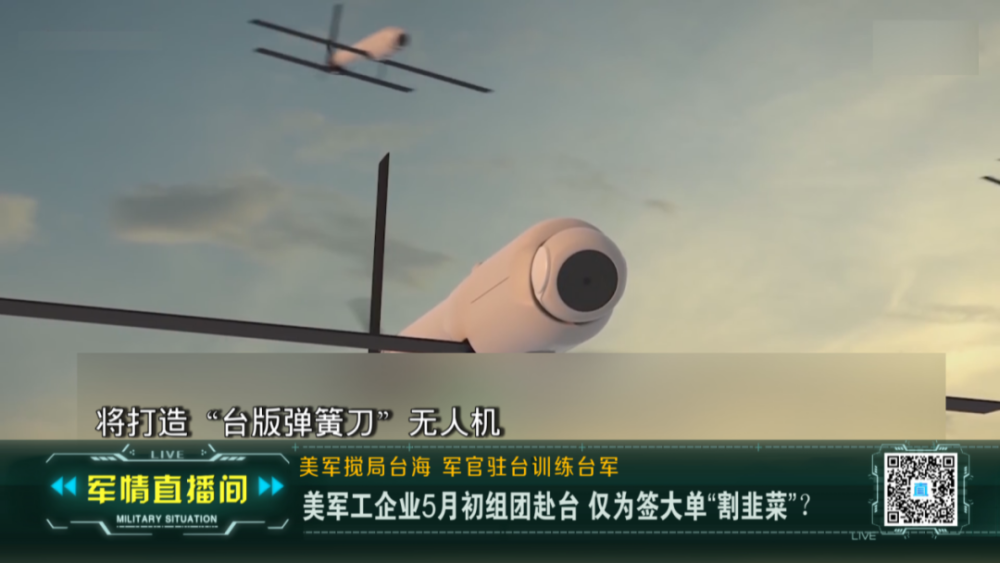 将打造“台版弹簧刀”无人机
LIVE
军情直播间
MILITARY SITUATION
美军搅局台海 军官驻台训练台军
美军工企业5月初组团赴台 仅为签大单“割韭菜”?
LIVE